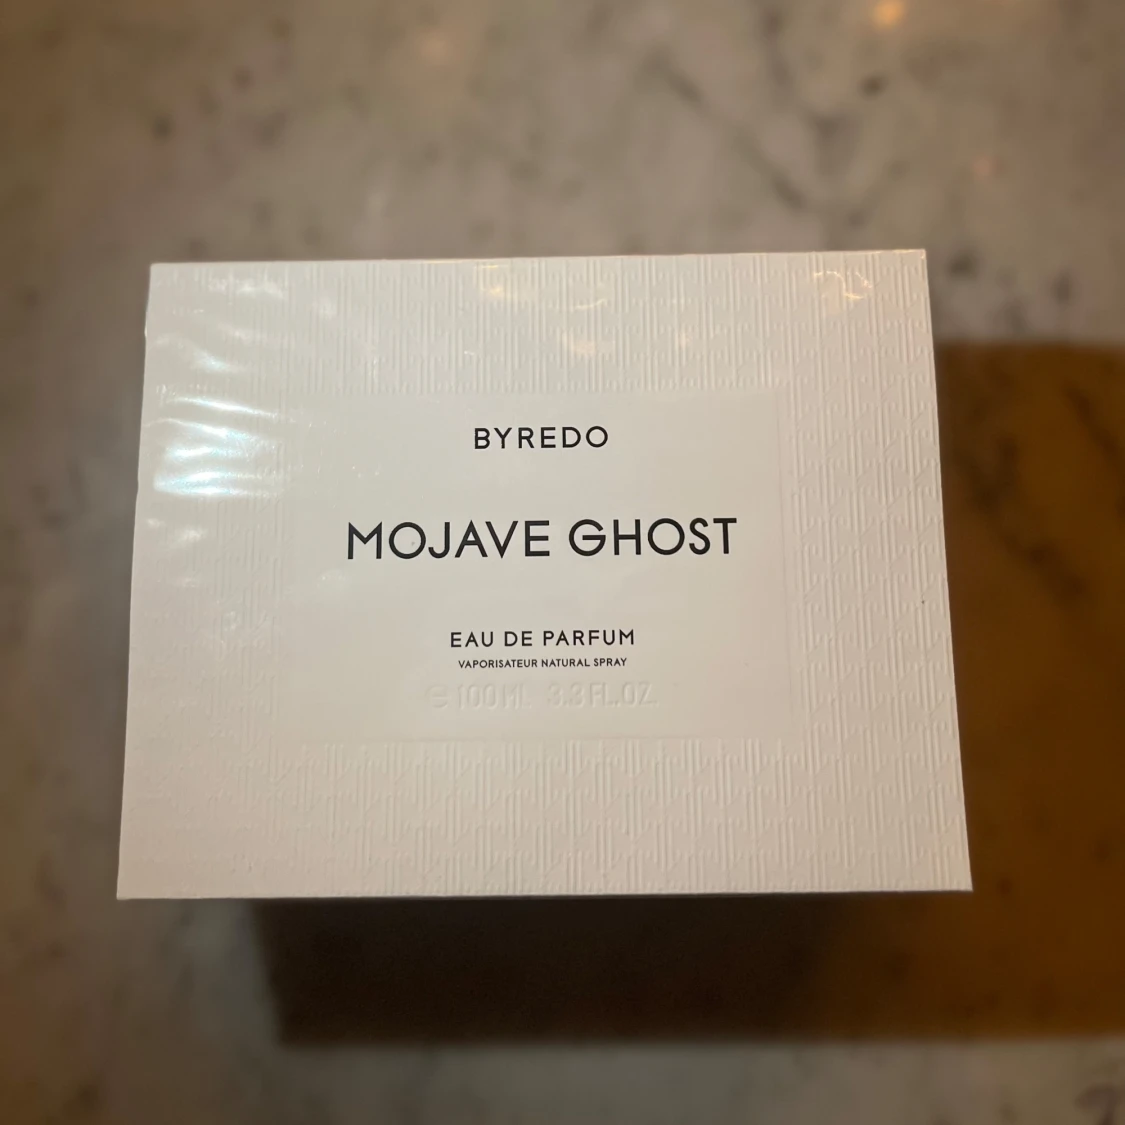 BYREDO
MOJAVE GHOST
EAU DE PARFUM
VAPORISATEUR NATURAL SPRAY
℮ 100 ML 3.3 FL.OZ.